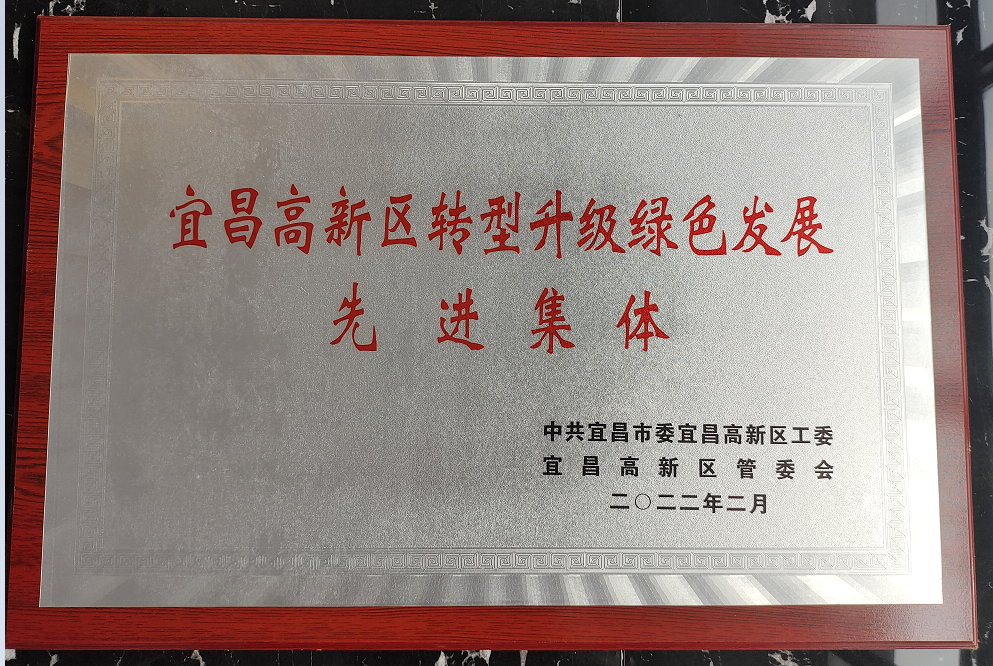 宜昌高新区转型升级绿色发展
先进集体
中共宜昌市委宜昌高新区工委
宜昌高新区管委会
二〇二二年二月